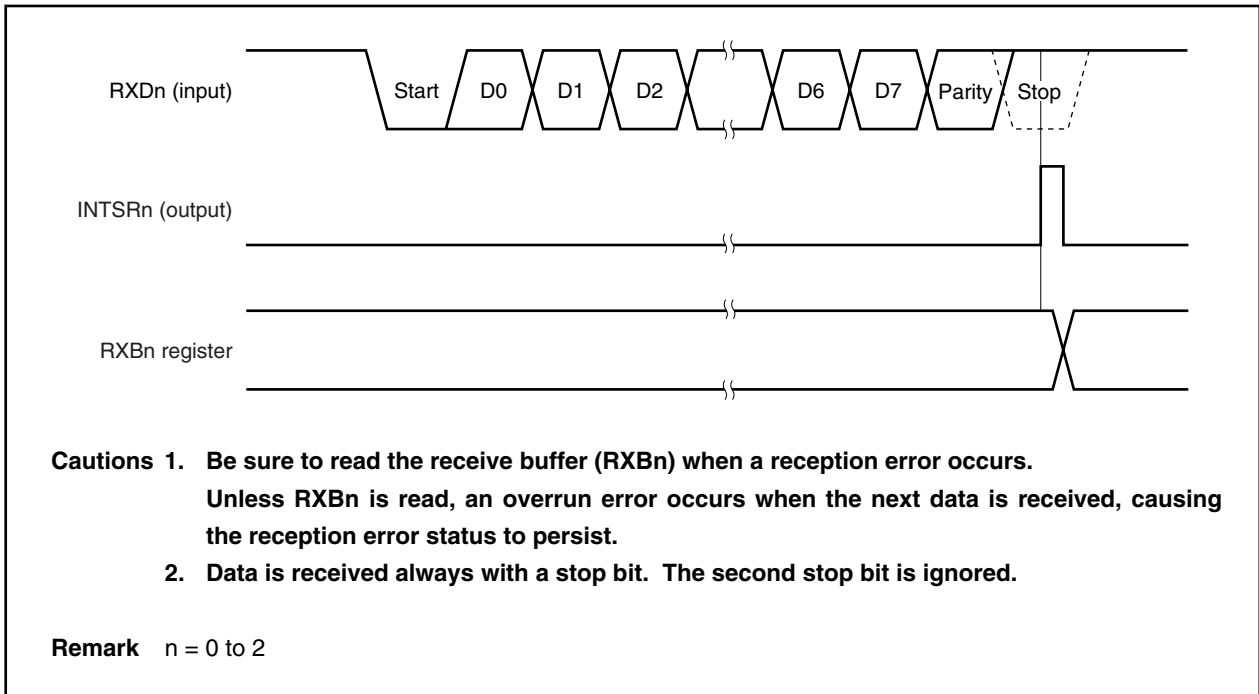 RXDn (input)
Start D0 D1 D2 D6 D7 Parity Stop
INTSRn (output)
RXBn register
Cautions 1. Be sure to read the receive buffer (RXBn) when a reception error occurs.
Unless RXBn is read, an overrun error occurs when the next data is received, causing
the reception error status to persist.
2. Data is received always with a stop bit. The second stop bit is ignored.
Remark n = 0 to 2